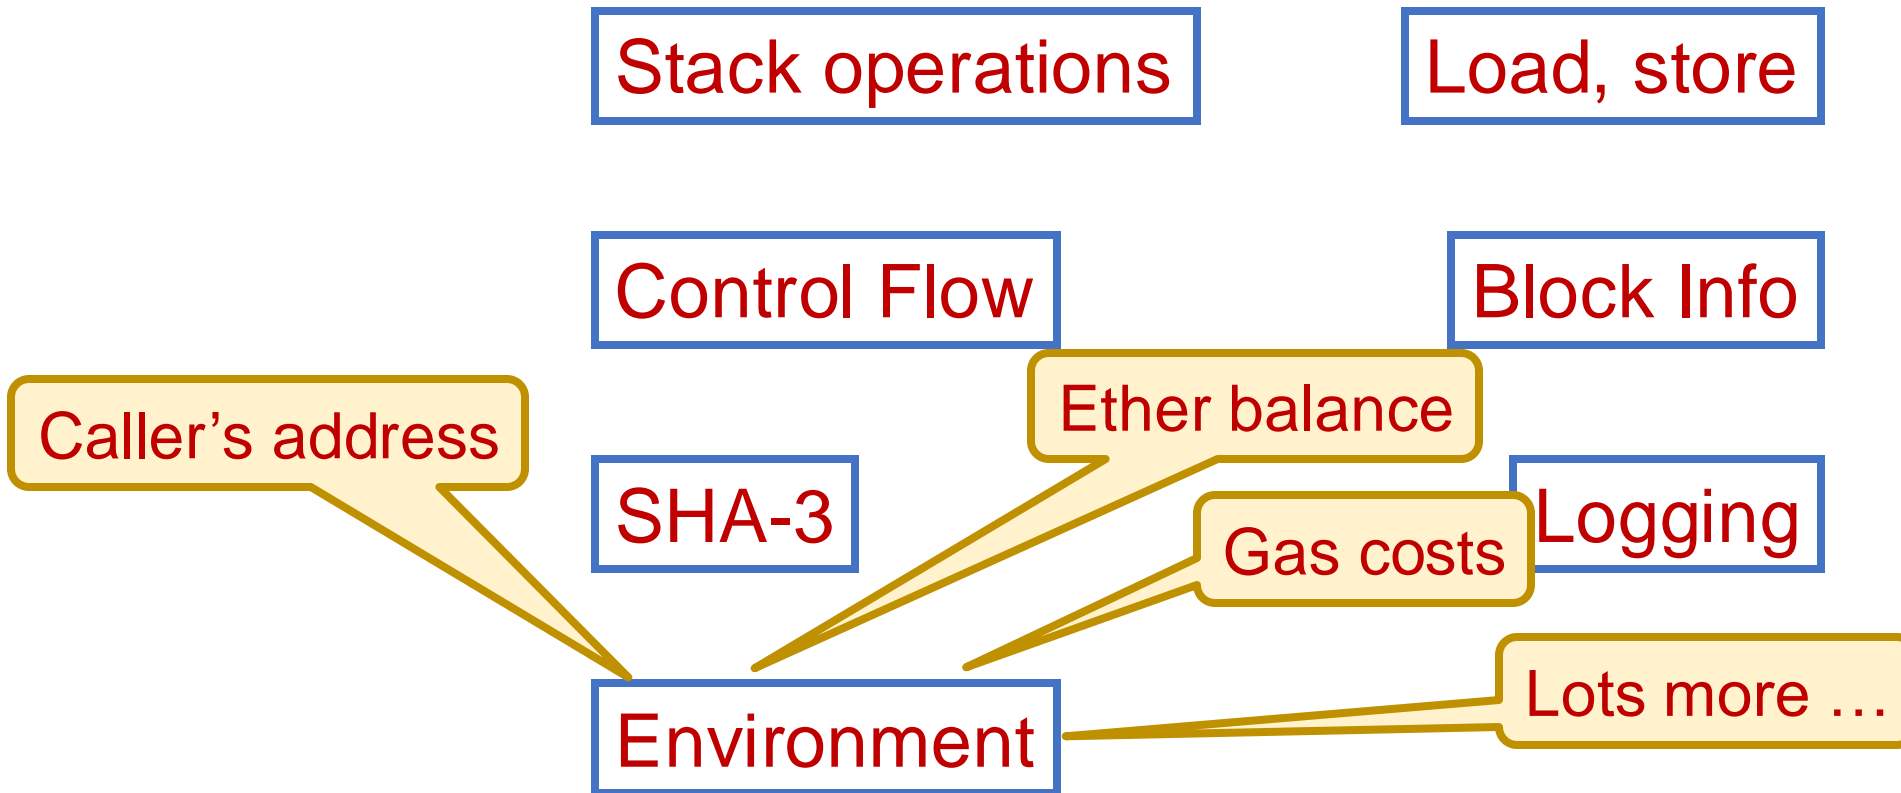 Stack operations
Load, store
Control Flow
Block Info
Caller’s address
Ether balance
SHA-3
Gas costs
Logging
Environment
Lots more …